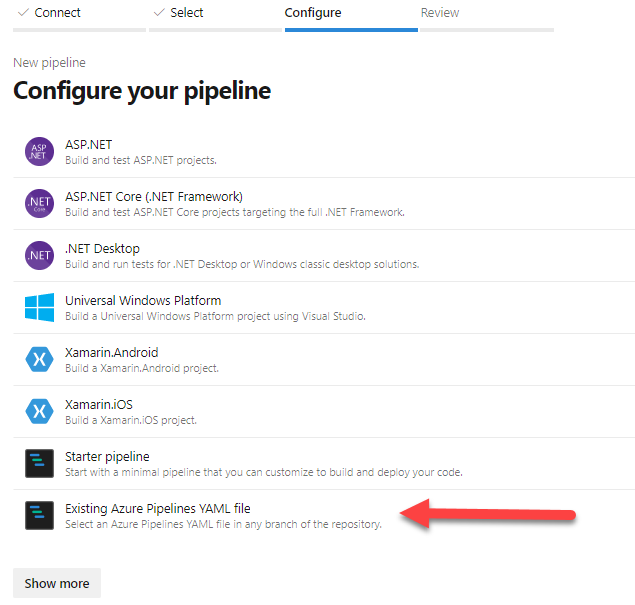 Connect
Select
Configure
Review
New pipeline
Configure your pipeline
ASP
.NET
ASP.NET
Build and test ASP.NET projects.
.NET
Core
ASP.NET Core (.NET Framework)
Build and test ASP.NET Core projects targeting the full .NET Framework.
.NET
.NET Desktop
Build and run tests for .NET Desktop or Windows classic desktop solutions.
Universal Windows Platform
Build a Universal Windows Platform project using Visual Studio.
Xamarin.Android
Build a Xamarin.Android project.
Xamarin.iOS
Build a Xamarin.iOS project.
Starter pipeline
Start with a minimal pipeline that you can customize to build and deploy your code.
Existing Azure Pipelines YAML file
Select an Azure Pipelines YAML file in any branch of the repository.
Show more